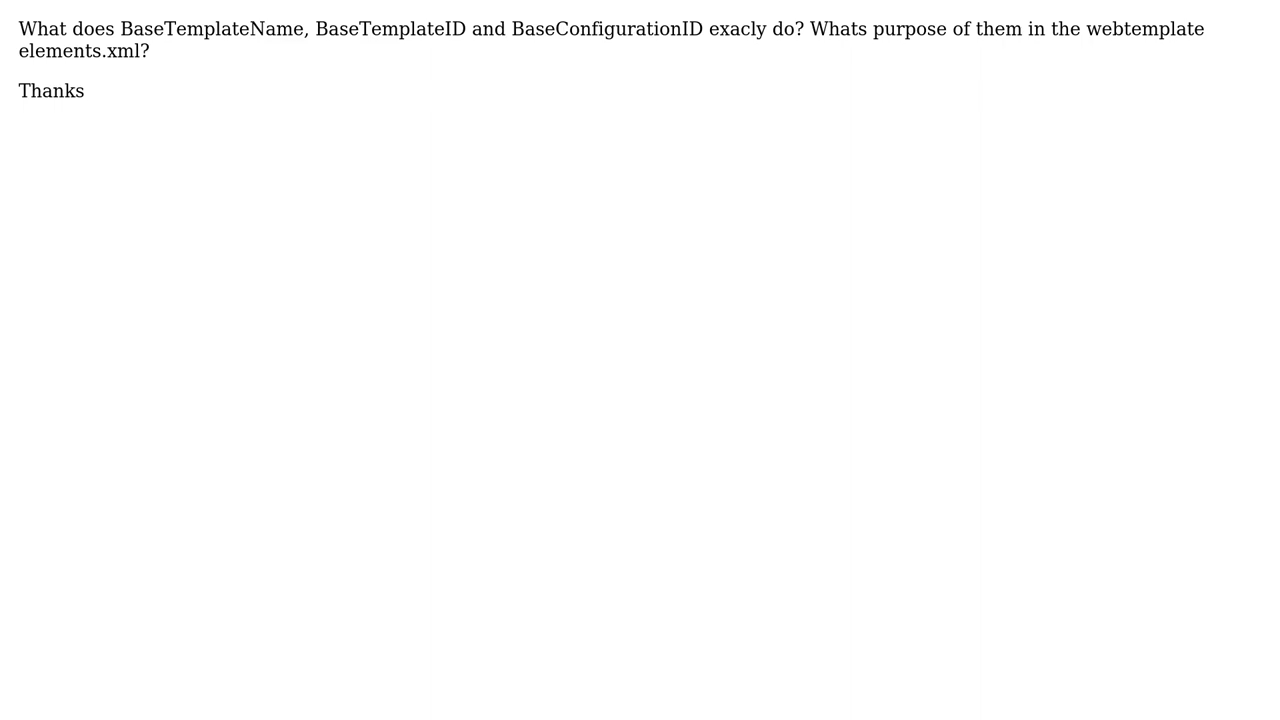 What does BaseTemplateName, BaseTemplateID and BaseConfigurationID exacly do? Whats purpose of them in the webtemplate
elements.xml?
Thanks